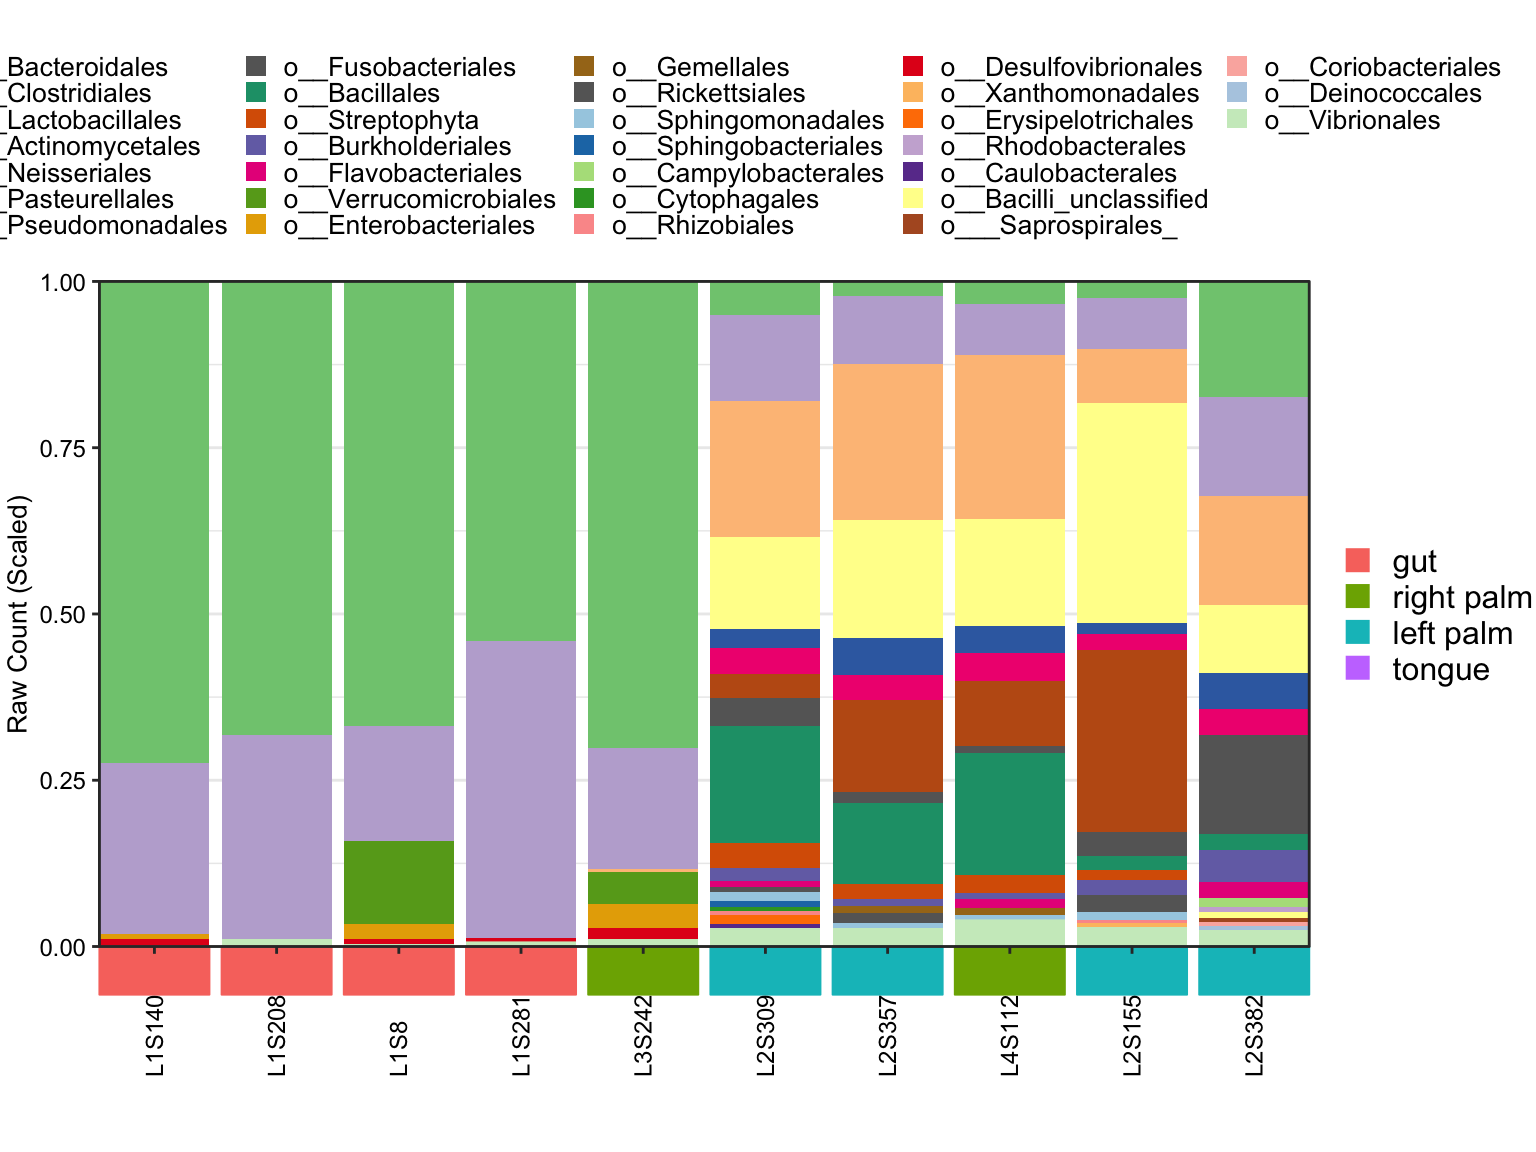 _Bacteroidales o__Fusobacteriales o__Gemellales o__Desulfovibrionales o__Coriobacteriales
_Clostridiales o__Bacillales o__Rickettsiales o__Xanthomonadales o__Deinococcales
_Lactobacillales o__Streptophyta o__Sphingomonadales o__Erysipelotrichales o__Vibrionales
_Actinomycetales o__Burkholderiales o__Sphingobacteriales o__Rhodobacterales
_Neisseriales o__Flavobacteriales o__Campylobacterales o__Caulobacterales
_Pasteurellales o__Verrucomicrobiales o__Cytophagales o__Bacilli_unclassified
_Pseudomonadales o__Enterobacteriales o__Rhizobiales o___Saprospirales_
Raw Count (Scaled)
1.00
0.75
0.50
0.25
0.00
gut
right palm
left palm
tongue
L1S140 L1S208 L1S8 L1S281 L3S242 L2S309 L2S357 L4S112 L2S155 L2S382